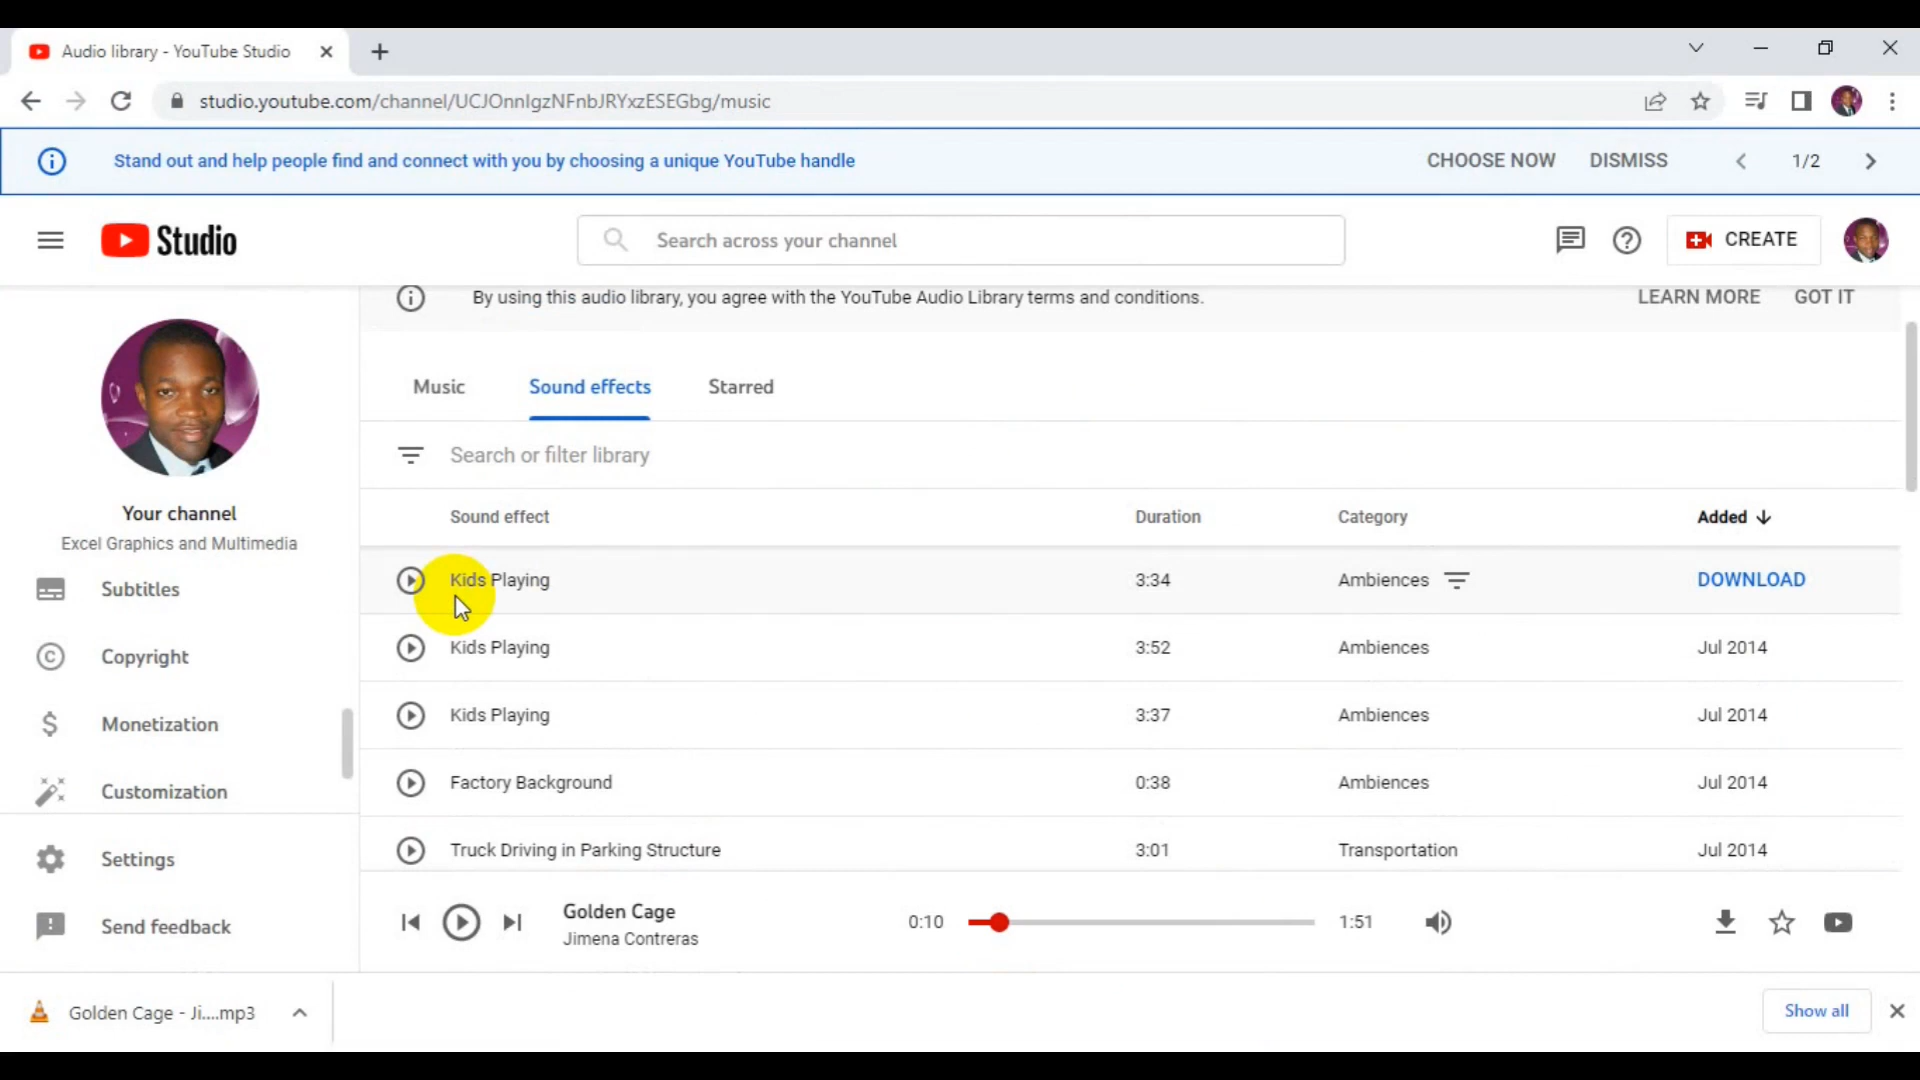 Audio library - YouTube Studio
studio.youtube.com/channel/UCJOnnIgzNFnbJRYxzESEGbg/music
Stand out and help people find and connect with you by choosing a unique YouTube handle
CHOOSE NOW
DISMISS
1/2
Studio
Search across your channel
CREATE
By using this audio library, you agree with the YouTube Audio Library terms and conditions.
LEARN MORE
GOT IT
Your channel
Excel Graphics and Multimedia
Subtitles
Copyright
Monetization
Customization
Settings
Send feedback
Music
Sound effects
Starred
Search or filter library
Sound effect Duration Category Added
Kids Playing 3:34 Ambiences DOWNLOAD
Kids Playing 3:52 Ambiences Jul 2014
Kids Playing 3:37 Ambiences Jul 2014
Factory Background 0:38 Ambiences Jul 2014
Truck Driving in Parking Structure 3:01 Transportation Jul 2014
Golden Cage
Jimena Contreras
0:10
1:51
Golden Cage - Ji....mp3
Show all